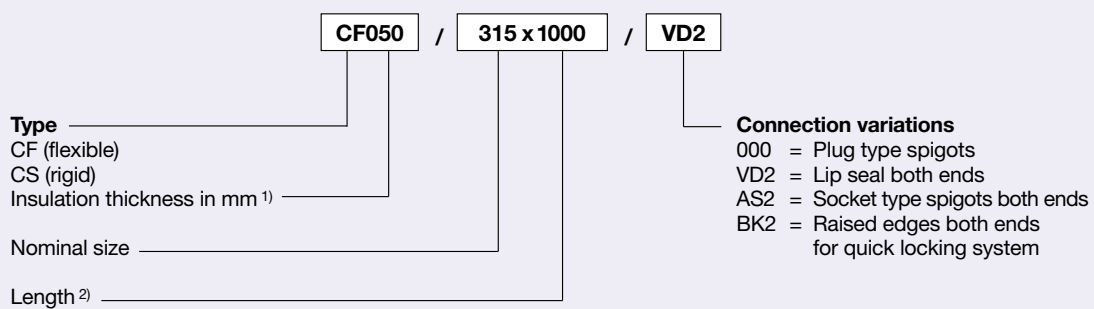 CF050 / 315 x 1000 / VD2
Type
CF (flexible)
CS (rigid)
Insulation thickness in mm 1)
Nominal size
Length 2)
Connection variations
000 = Plug type spigots
VD2 = Lip seal both ends
AS2 = Socket type spigots both ends
BK2 = Raised edges both ends
for quick locking system